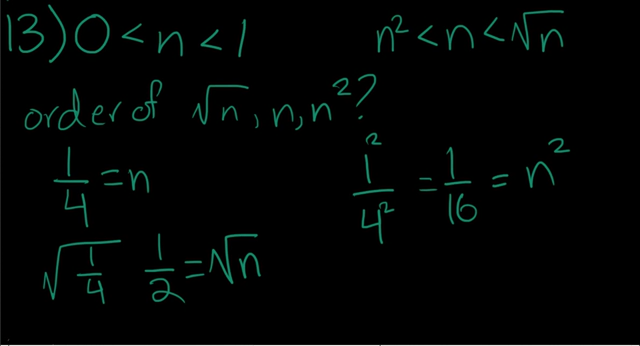 13) 0 < n < 1
n² < n < √n
order of √n, n, n²?
1/4 = n
1²/4² = 1/16 = n²
√(1/4) 1/2 = √n